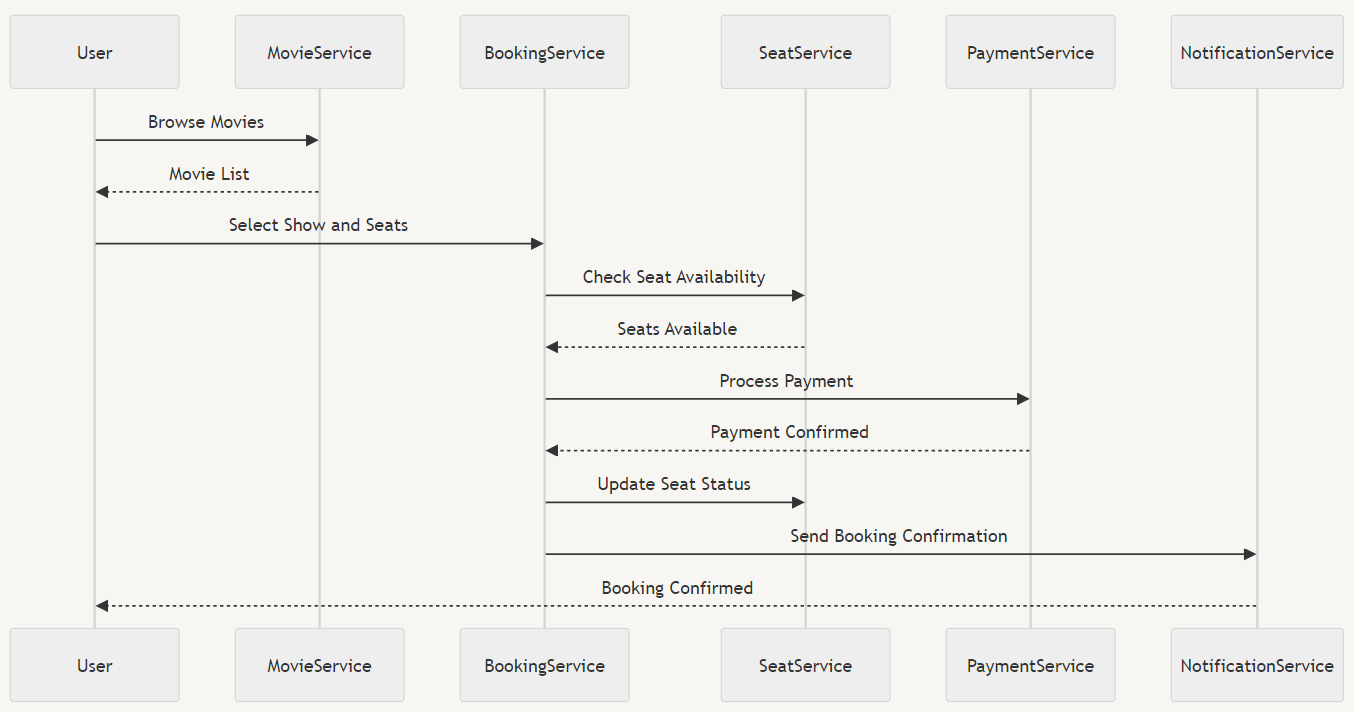 User
MovieService
BookingService
SeatService
PaymentService
NotificationService
Browse Movies
Movie List
Select Show and Seats
Check Seat Availability
Seats Available
Process Payment
Payment Confirmed
Update Seat Status
Send Booking Confirmation
Booking Confirmed
User
MovieService
BookingService
SeatService
PaymentService
NotificationService